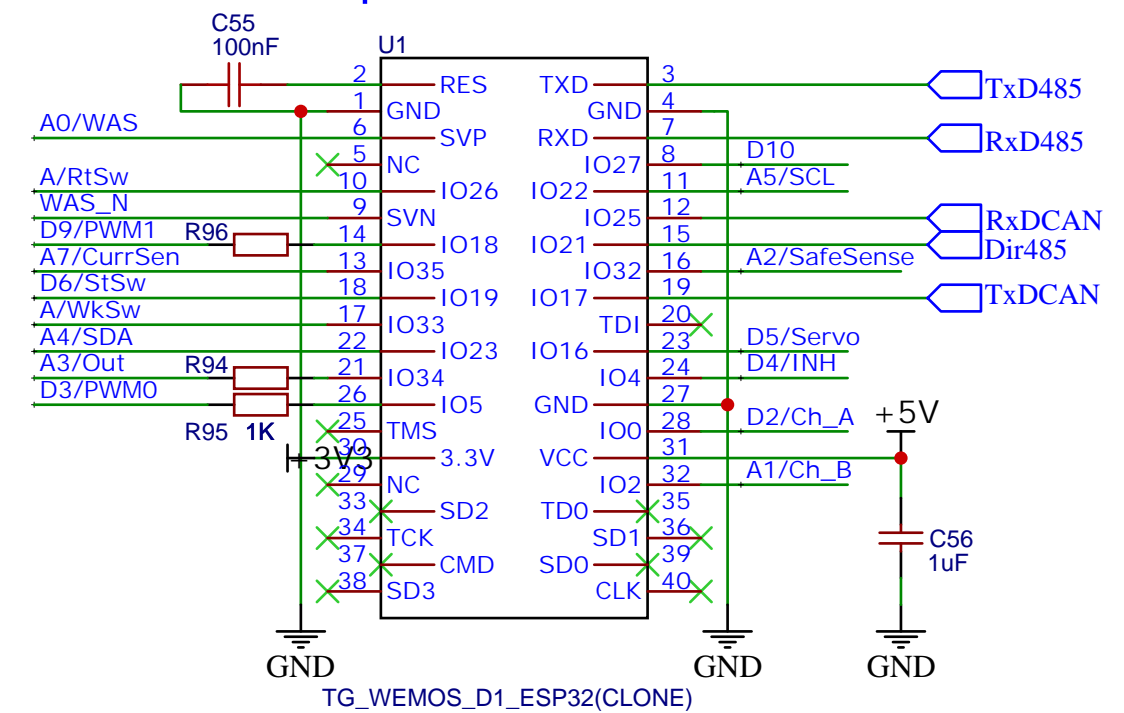 C55
100nF
U1
2 RES TXD 3 TxD485
1 GND GND 4
A0/WAS 6 SVP RXD 7 RxD485
5 NC IO27 8 D10
A/RtSw 10 IO26 IO22 11 A5/SCL
WAS_N 9 SVN IO25 12 RxDCAN
D9/PWM1 R96 14 IO18 IO21 15 Dir485
A7/CurrSen 13 IO35 IO32 16 A2/SafeSense
D6/StSw 18 IO19 IO17 19 TxDCAN
A/WkSw 17 IO33 TDI 20
A4/SDA 22 IO23 IO16 23 D5/Servo
A3/Out R94 21 IO34 IO4 24 D4/INH
D3/PWM0 26 IO5 GND 27
R95 1K 25 TMS IO0 28 D2/Ch_A +5V
+3V3 30 3.3V VCC 31
29 NC IO2 32 A1/Ch_B
33 SD2 TD0 35
34 TCK SD1 36 C56
37 CMD SD0 39 1uF
38 SD3 CLK 40
GND GND GND
TG_WEMOS_D1_ESP32(CLONE)